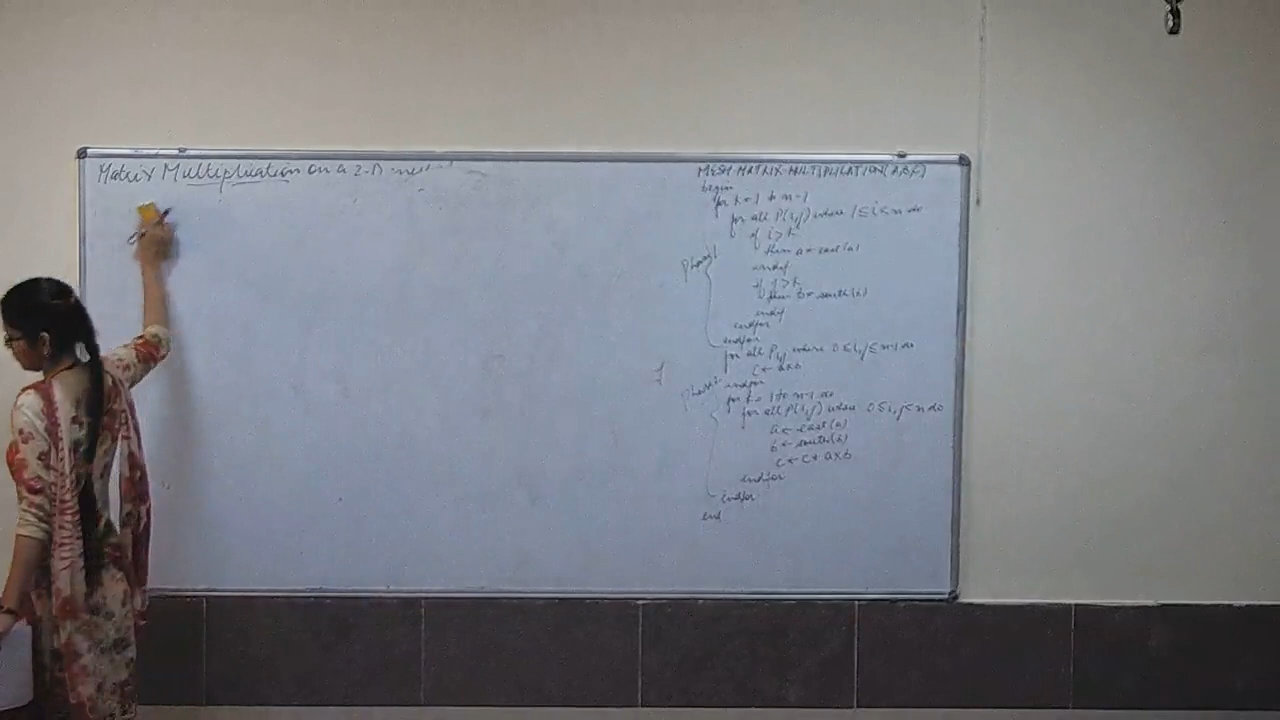 Matrix Multiplication on a 2-D mesh
MESH MATRIX MULTIPLICATION (A,B,C)
begin
for k = 1 to n-1
for all P(i,j) where 1 ≤ i < n do
if i > k
then a ← east(a)
endif
if j > k
then b ← south(b)
endif
endfor
endfor
Phase 1
for all Pi,j where 0 ≤ i,j ≤ n-1 do
c ← a×b
endfor
Phase 2
for k = 1 to n-1 do
for all P(i,j) where 0 ≤ i,j < n do
a ← east(a)
b ← south(b)
c ← c + a×b
endfor
endfor
end